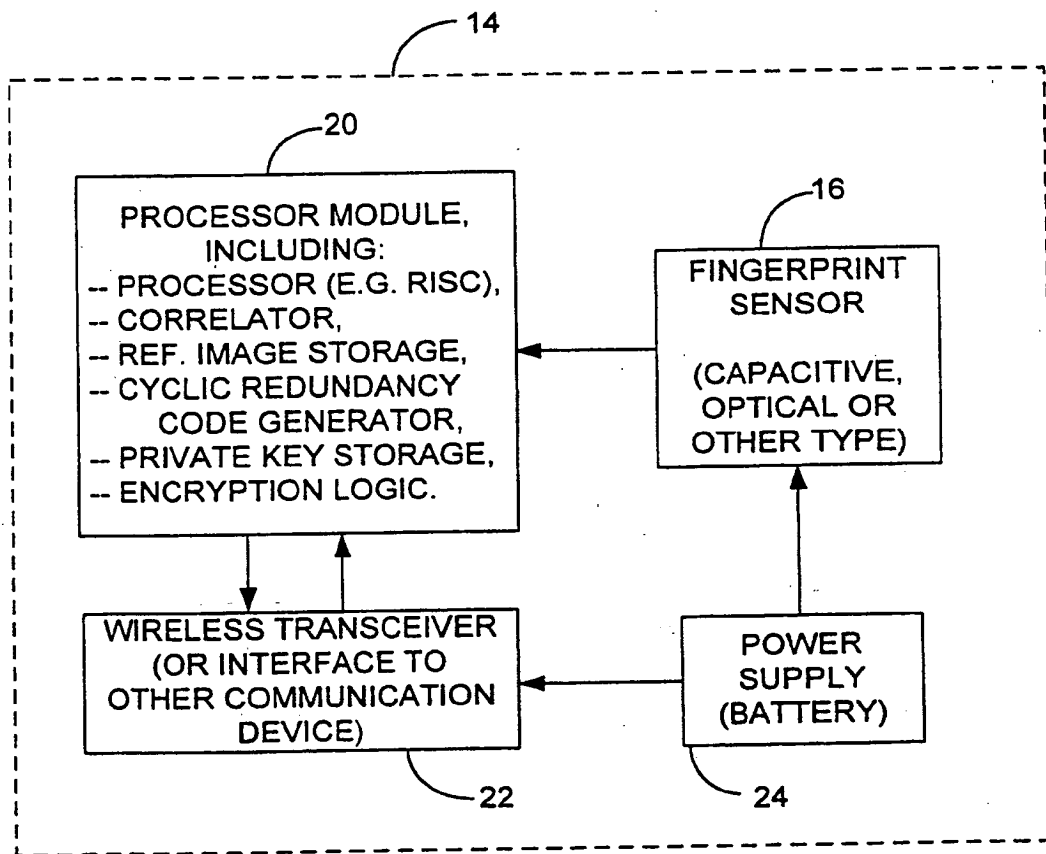 14
20
PROCESSOR MODULE,
INCLUDING:
-- PROCESSOR (E.G. RISC),
-- CORRELATOR,
-- REF. IMAGE STORAGE,
-- CYCLIC REDUNDANCY
CODE GENERATOR,
-- PRIVATE KEY STORAGE,
-- ENCRYPTION LOGIC.
16
FINGERPRINT
SENSOR
(CAPACITIVE,
OPTICAL OR
OTHER TYPE)
WIRELESS TRANSCEIVER
(OR INTERFACE TO
OTHER COMMUNICATION
DEVICE)
22
POWER
SUPPLY
(BATTERY)
24